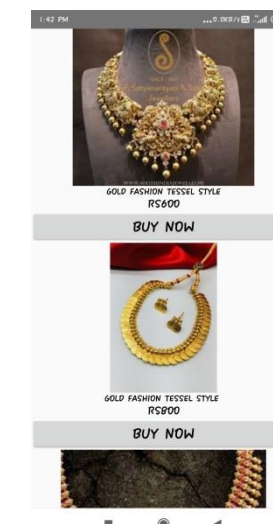 1:42 PM
GOLD FASHION TESSEL STYLE
RS600
BUY NOW
GOLD FASHION TESSEL STYLE
RS800
BUY NOW